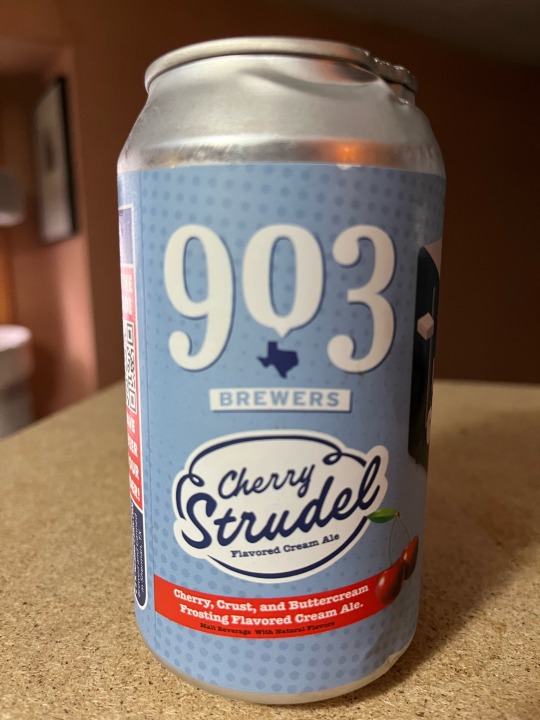 903
BREWERS
Cherry
Strudel
Flavored Cream Ale
Cherry, Crust, and Buttercream
Frosting Flavored Cream Ale.
Malt Beverage With Natural Flavors